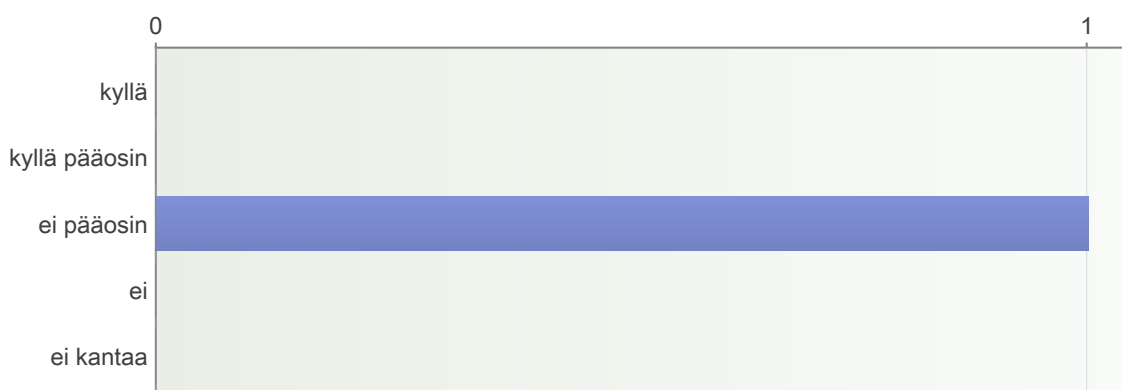 0 1
kyllä
kyllä pääosin
ei pääosin
ei
ei kantaa